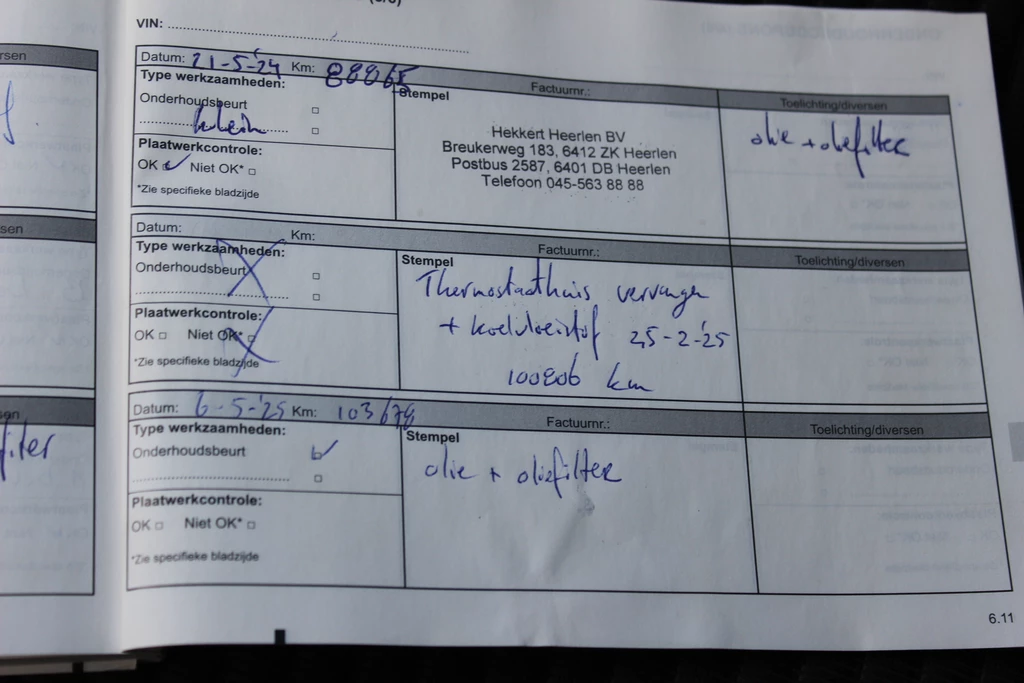 VIN:
Datum: 21-5-'24 Km: 88865
Factuurnr.:
Toelichting/diversen
Type werkzaamheden:
Onderhoudsbeurt
klein
Plaatwerkcontrole:
OK Niet OK*
*Zie specifieke bladzijde
Stempel
Hekkert Heerlen BV
Breukerweg 183, 6412 ZK Heerlen
Postbus 2587, 6401 DB Heerlen
Telefoon 045-563 88 88
olie + oliefilter
Datum: Km:
Factuurnr.:
Toelichting/diversen
Type werkzaamheden:
Onderhoudsbeurt
Plaatwerkcontrole:
OK Niet OK*
*Zie specifieke bladzijde
Stempel
Thermostaathuis vervangen
+ koelvloeistof 25-2-'25
100806 km
Datum: 6-5-'25 Km: 103678
Factuurnr.:
Toelichting/diversen
Type werkzaamheden:
Onderhoudsbeurt
Plaatwerkcontrole:
OK Niet OK*
*Zie specifieke bladzijde
Stempel
olie + oliefilter
6.11